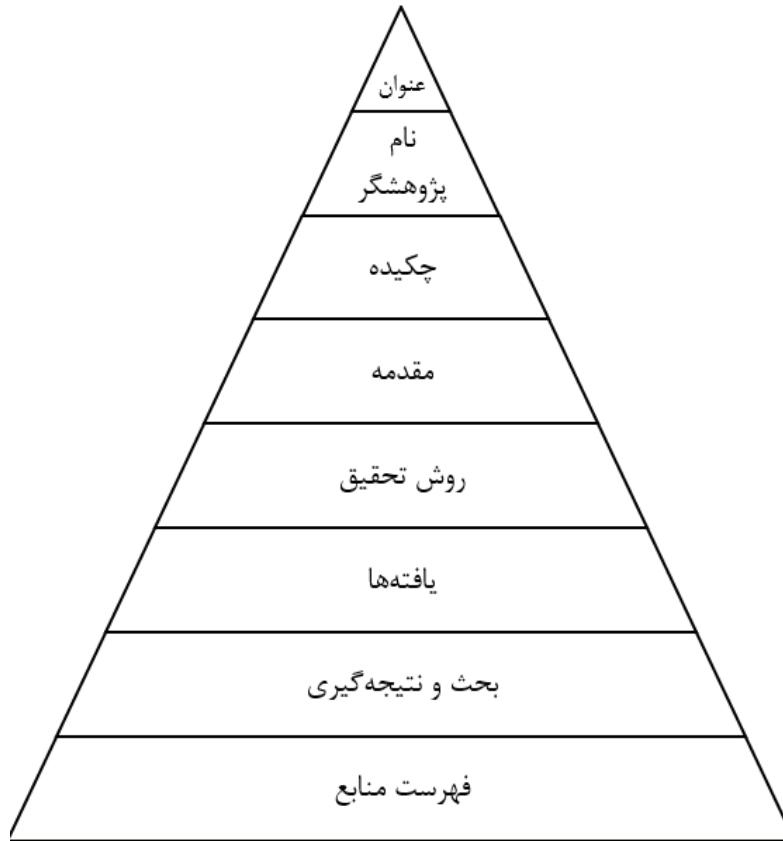 عنوان
نام
پژوهشگر
چکیده
مقدمه
روش تحقیق
یافته‌ها
بحث و نتیجه‌گیری
فهرست منابع